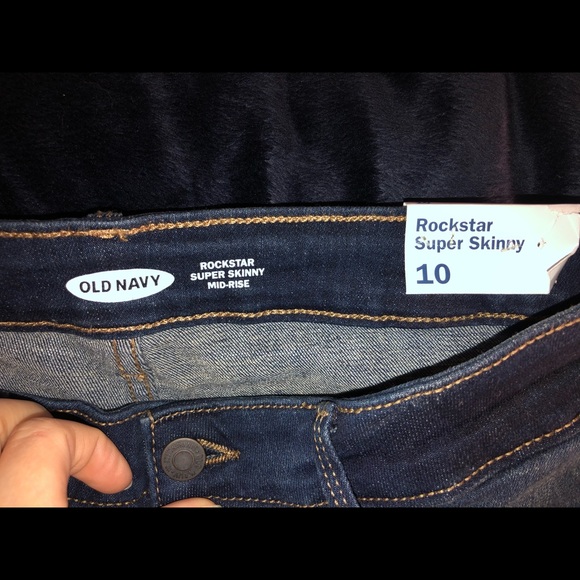 OLD NAVY
ROCKSTAR
SUPER SKINNY
MID-RISE
Rockstar
Super Skinny
10